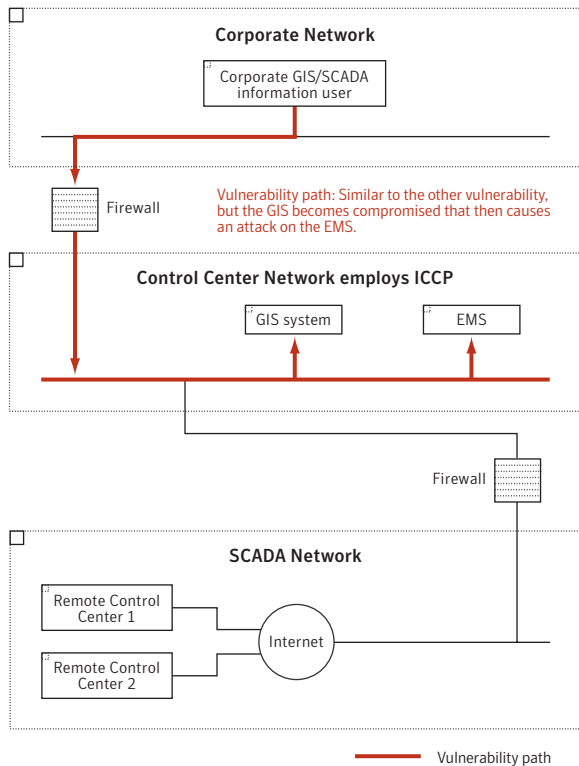 Corporate Network
Corporate GIS/SCADA
information user
Firewall
Vulnerability path: Similar to the other vulnerability,
but the GIS becomes compromised that then causes
an attack on the EMS.
Control Center Network employs ICCP
GIS system
EMS
Firewall
SCADA Network
Remote Control
Center 1
Internet
Remote Control
Center 2
Vulnerability path